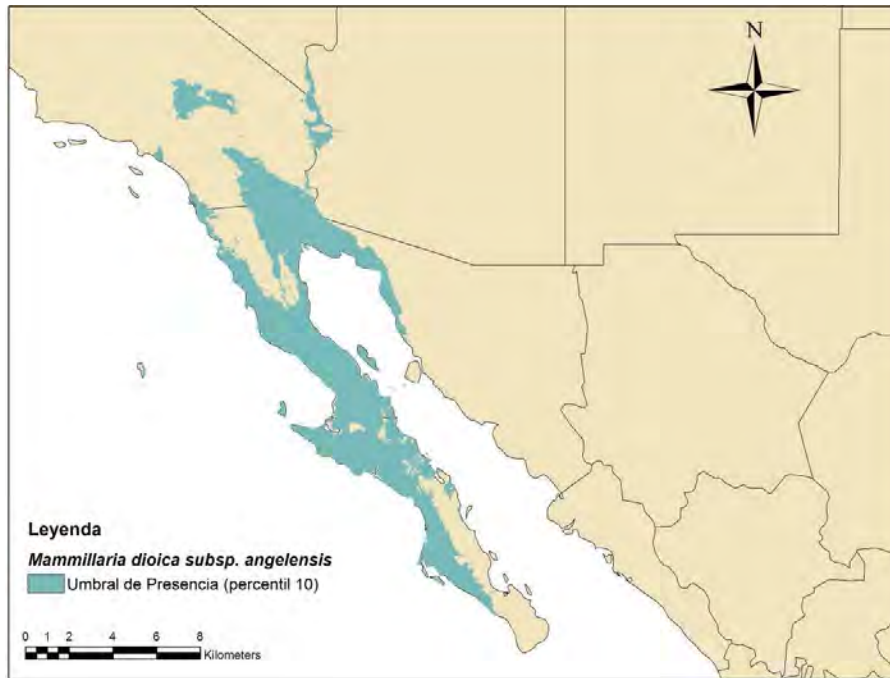 N
Leyenda
Mammillaria dioica subsp. angelensis
Umbral de Presencia (percentil 10)
0 1 2 4 6 8
Kilometers